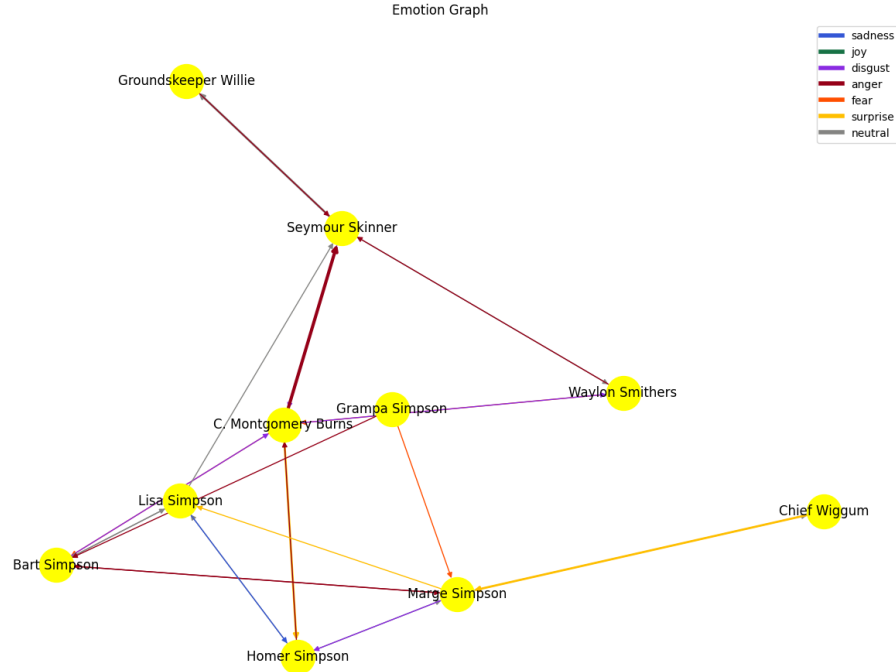 Emotion Graph
sadness
joy
disgust
anger
fear
surprise
neutral
Groundskeeper Willie
Seymour Skinner
Waylon Smithers
Grampa Simpson
C. Montgomery Burns
Lisa Simpson
Chief Wiggum
Bart Simpson
Marge Simpson
Homer Simpson